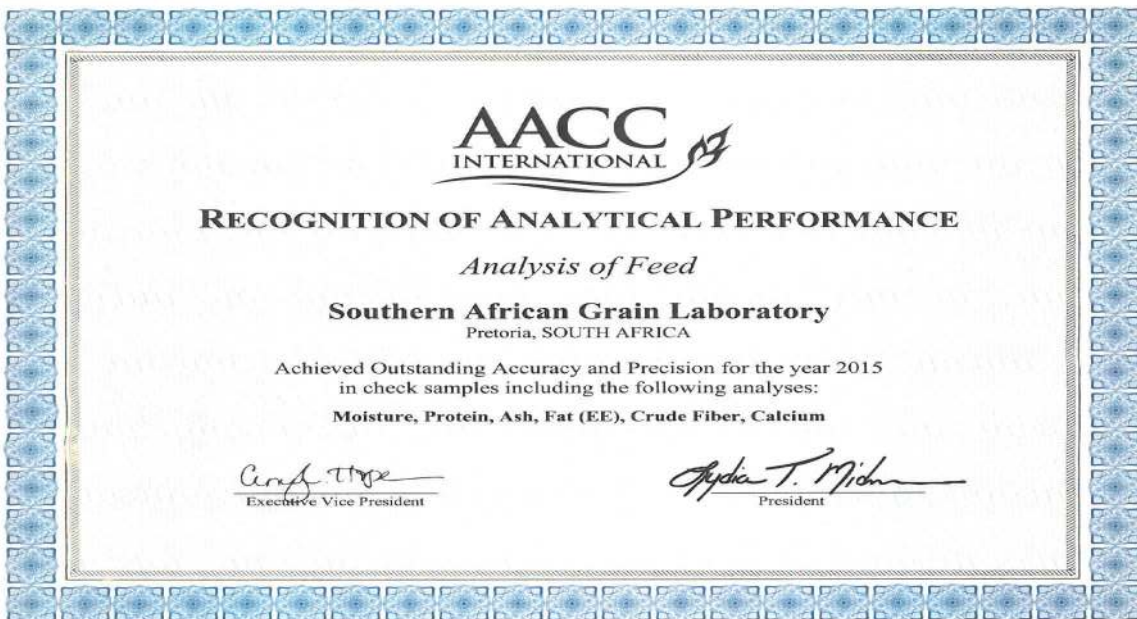 AACC
INTERNATIONAL
RECOGNITION OF ANALYTICAL PERFORMANCE
Analysis of Feed
Southern African Grain Laboratory
Pretoria, SOUTH AFRICA
Achieved Outstanding Accuracy and Precision for the year 2015
in check samples including the following analyses:
Moisture, Protein, Ash, Fat (EE), Crude Fiber, Calcium
Executive Vice President
Lydia T.
President